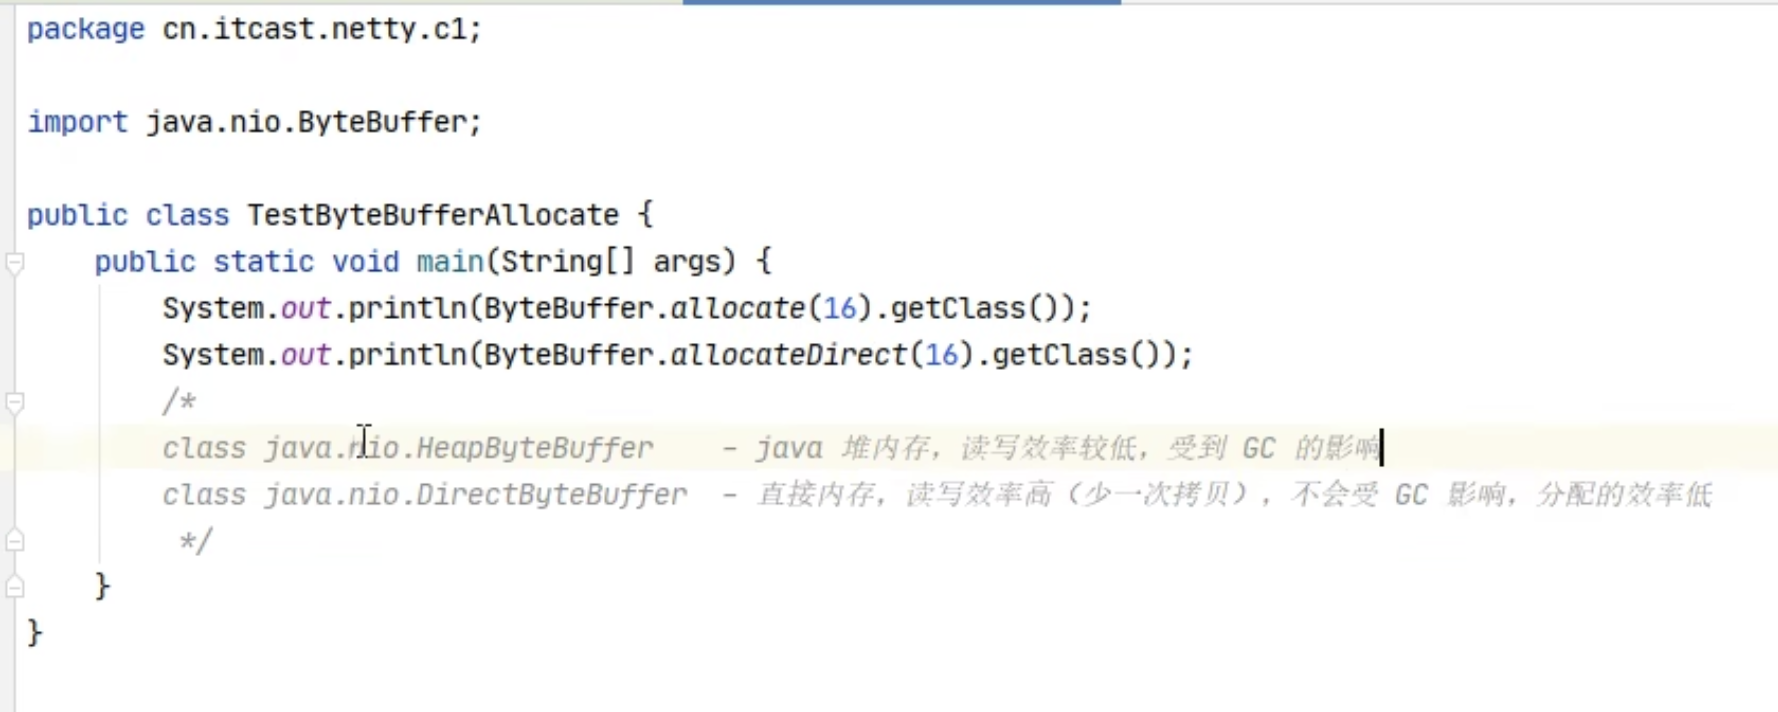 package cn.itcast.netty.c1;
import java.nio.ByteBuffer;
public class TestByteBufferAllocate {
public static void main(String[] args) {
System.out.println(ByteBuffer.allocate(16).getClass());
System.out.println(ByteBuffer.allocateDirect(16).getClass());
/*
class java.nio.HeapByteBuffer    - java 堆内存，读写效率较低，受到 GC 的影响
class java.nio.DirectByteBuffer  - 直接内存，读写效率高（少一次拷贝），不会受 GC 影响，分配的效率低
*/
}
}